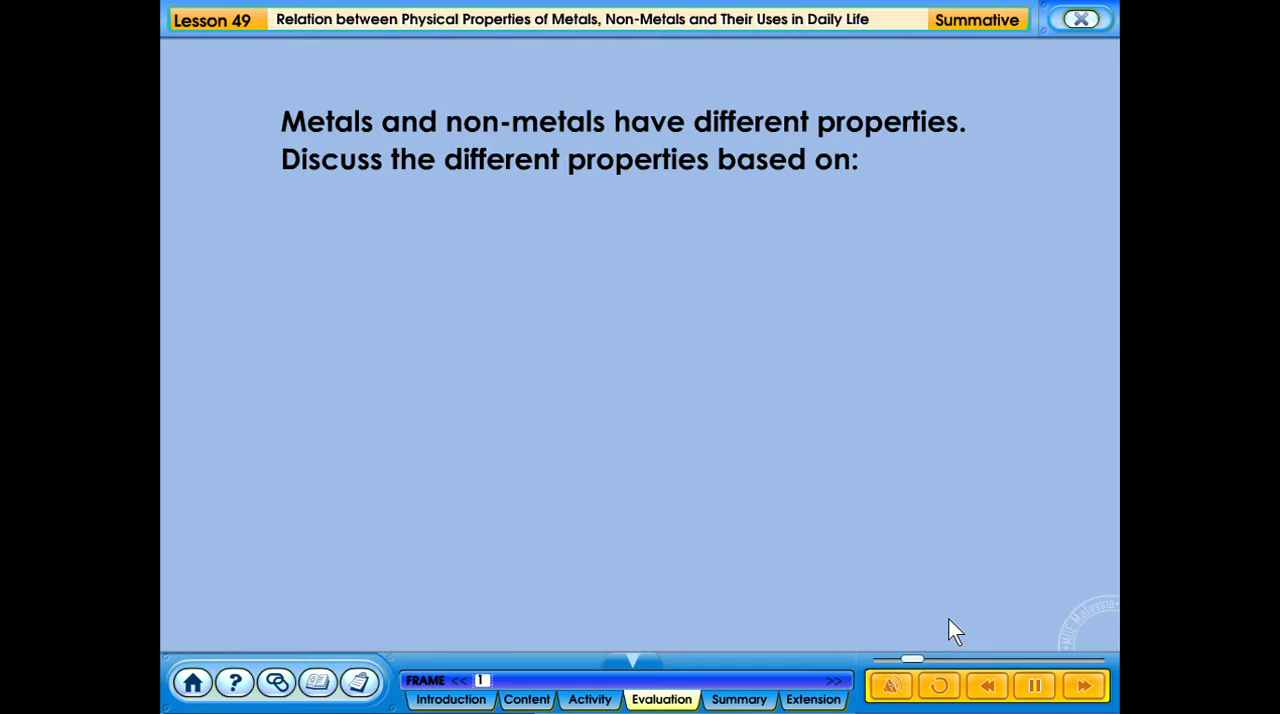 Lesson 49
Relation between Physical Properties of Metals, Non-Metals and Their Uses in Daily Life
Summative
Metals and non-metals have different properties.
Discuss the different properties based on:
FRAME << 1 >>
Introduction
Content
Activity
Evaluation
Summary
Extension